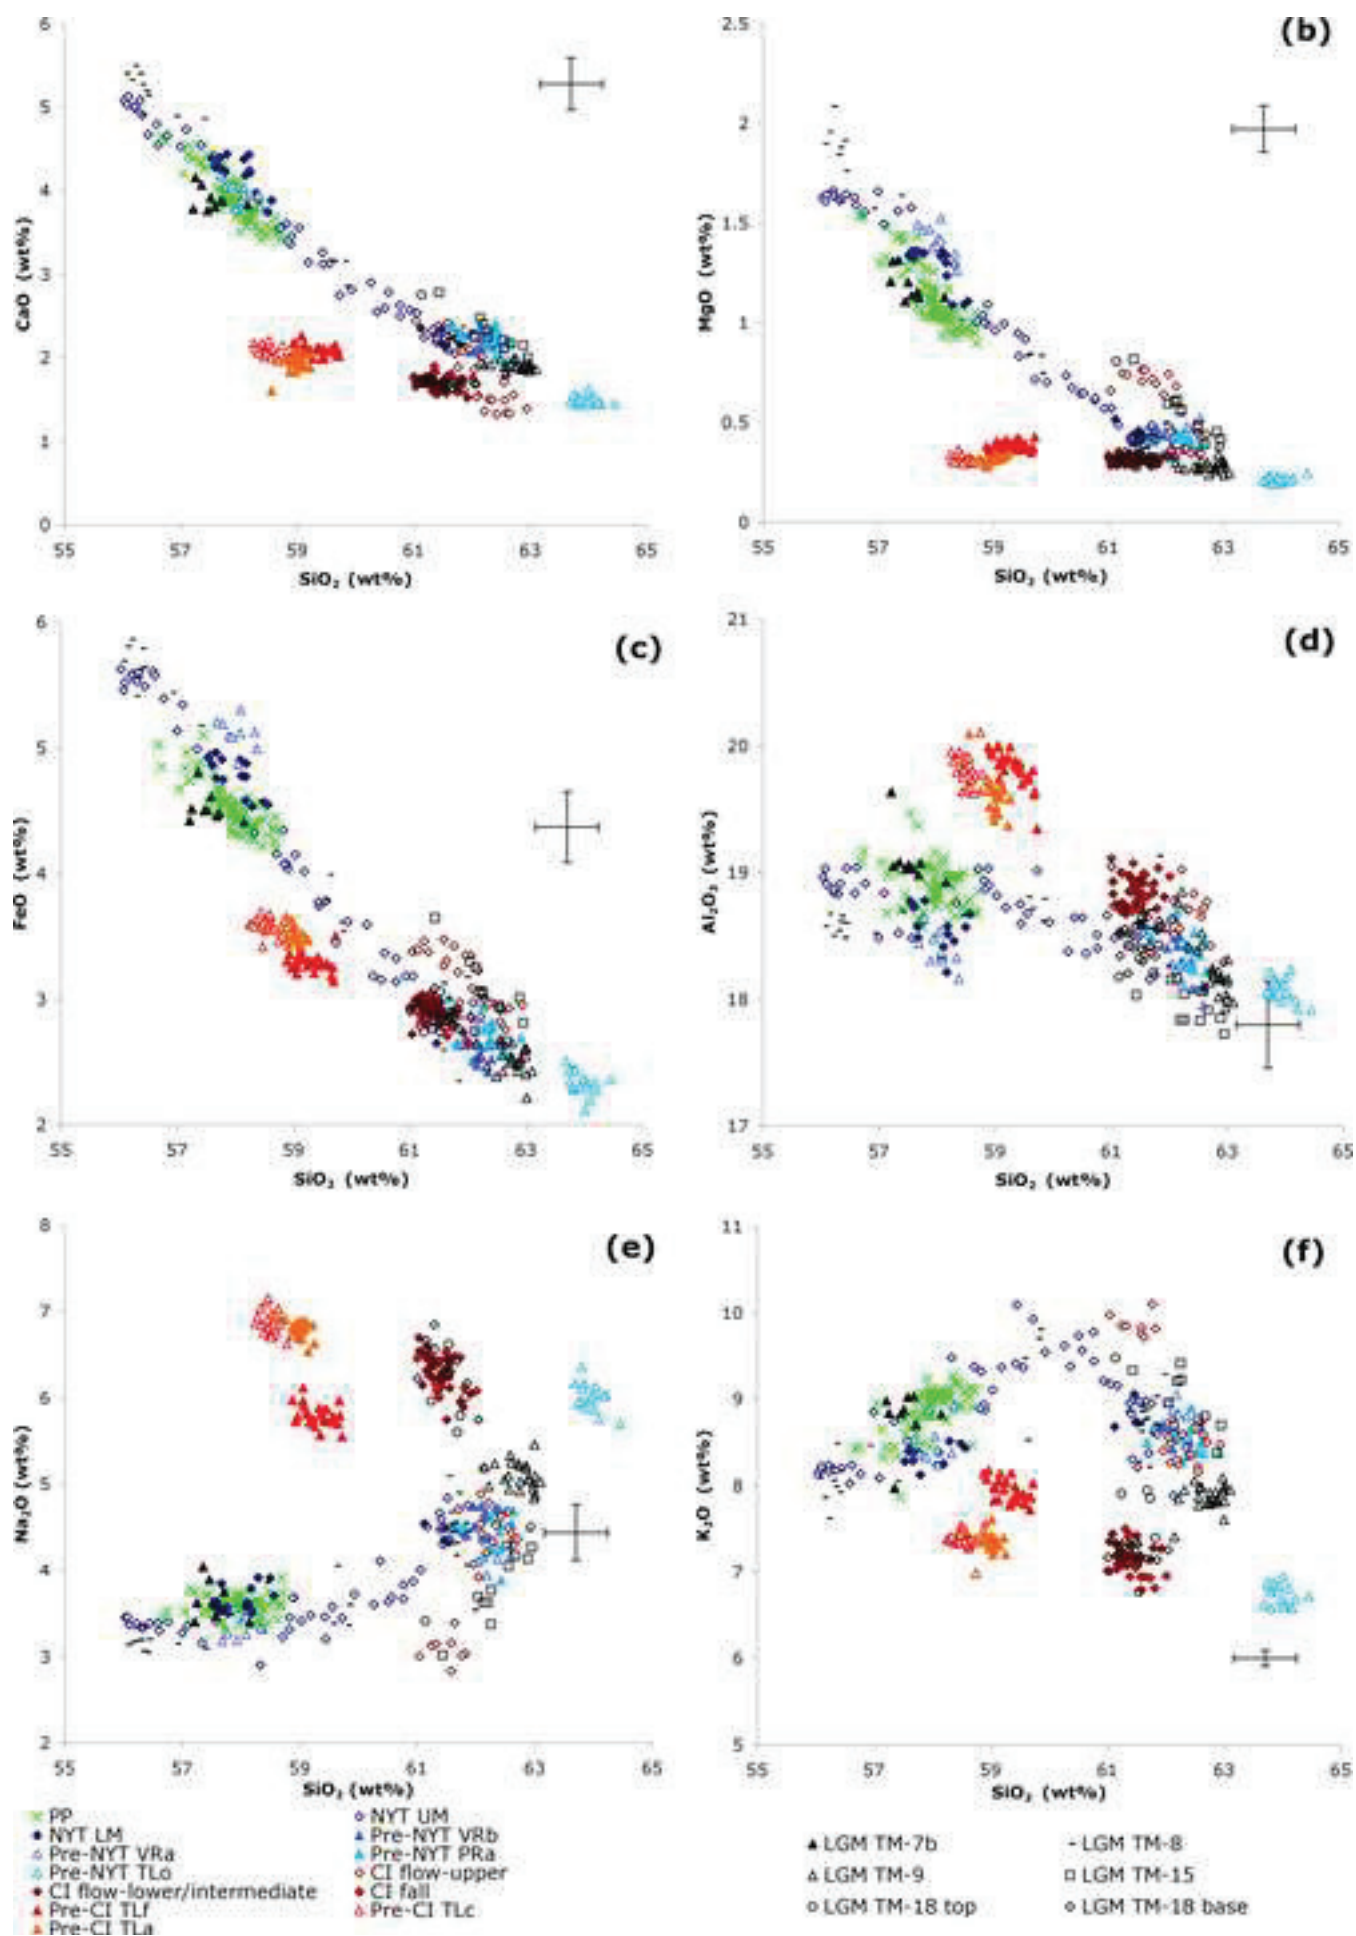 6
5
4
3
2
1
0
55 57 59 61 63 65
CaO (wt%)
SiO₂ (wt%)
(b)
2.5
2
1.5
1
0.5
0
55 57 59 61 63 65
MgO (wt%)
SiO₂ (wt%)
(c)
6
5
4
3
2
55 57 59 61 63 65
FeO (wt%)
SiO₂ (wt%)
(d)
21
20
19
18
17
55 57 59 61 63 65
Al₂O₃ (wt%)
SiO₂ (wt%)
(e)
8
7
6
5
4
3
2
55 57 59 61 63 65
Na₂O (wt%)
SiO₂ (wt%)
(f)
11
10
9
8
7
6
5
55 57 59 61 63 65
K₂O (wt%)
SiO₂ (wt%)
PP
NYT LM
Pre-NYT VRa
Pre-NYT TLo
CI flow-lower/intermediate
Pre-CI TLf
Pre-CI TLa
NYT UM
Pre-NYT VRb
Pre-NYT PRa
CI flow-upper
CI fall
Pre-CI TLc
LGM TM-7b
LGM TM-9
LGM TM-18 top
LGM TM-8
LGM TM-15
LGM TM-18 base